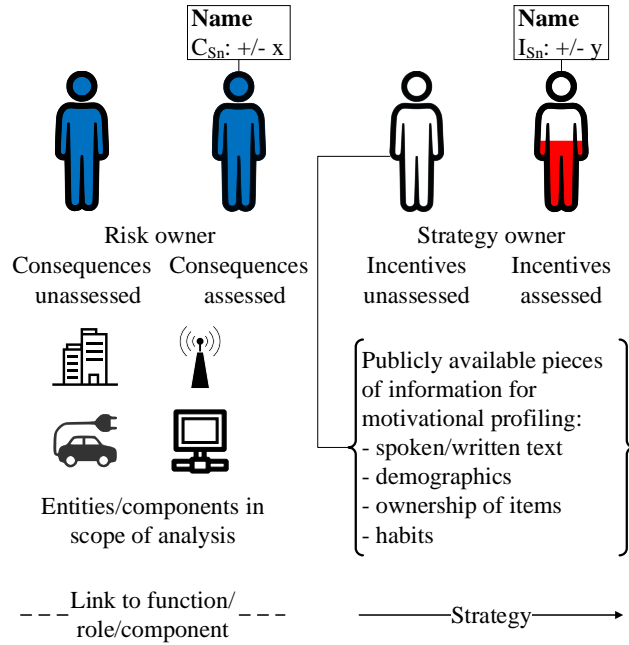 Name
C_Sn: +/- x
Name
I_Sn: +/- y
Risk owner
Consequences
unassessed
Consequences
assessed
Strategy owner
Incentives
unassessed
Incentives
assessed
Publicly available pieces
of information for
motivational profiling:
- spoken/written text
- demographics
- ownership of items
- habits
Entities/components in
scope of analysis
Link to function/
role/component
Strategy